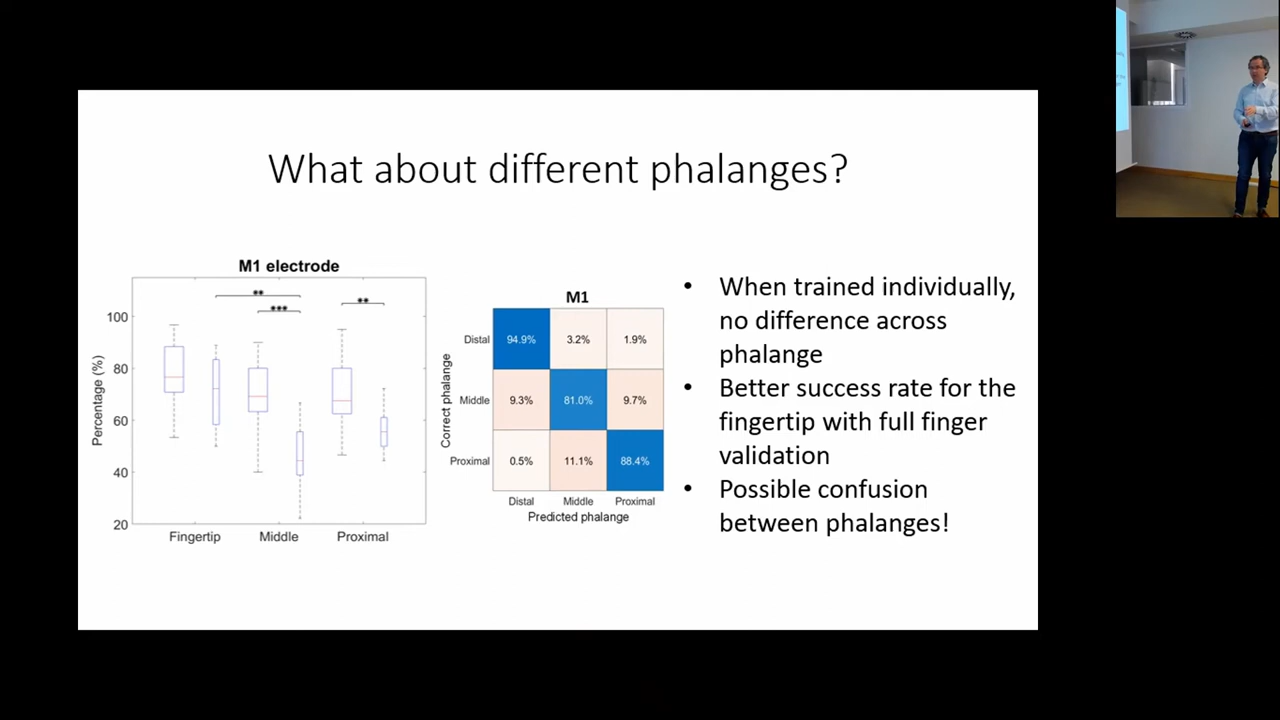 What about different phalanges?
M1 electrode
**
***
**
100
80
60
40
20
Percentage (%)
Fingertip
Middle
Proximal
M1
Correct phalange
Distal
94.9%
3.2%
1.9%
Middle
9.3%
81.0%
9.7%
Proximal
0.5%
11.1%
88.4%
Distal
Middle
Proximal
Predicted phalange
• When trained individually,
no difference across
phalange
• Better success rate for the
fingertip with full finger
validation
• Possible confusion
between phalanges!